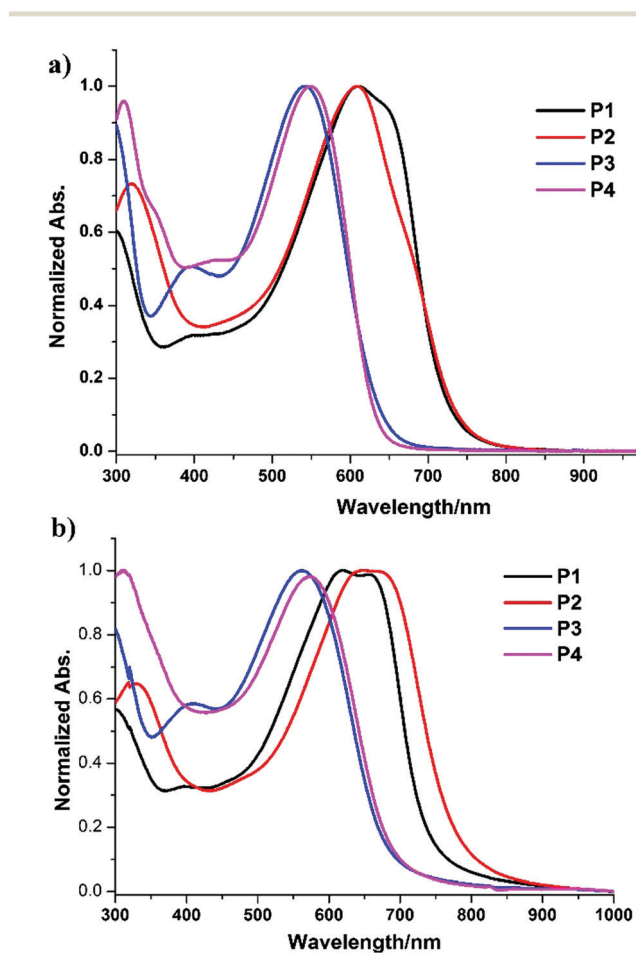 a)
P1
P2
P3
P4
Normalized Abs.
1.0
0.8
0.6
0.4
0.2
0.0
300 400 500 600 700 800 900
Wavelength/nm
b)
P1
P2
P3
P4
Normalized Abs.
1.0
0.8
0.6
0.4
0.2
0.0
300 400 500 600 700 800 900 1000
Wavelength/nm